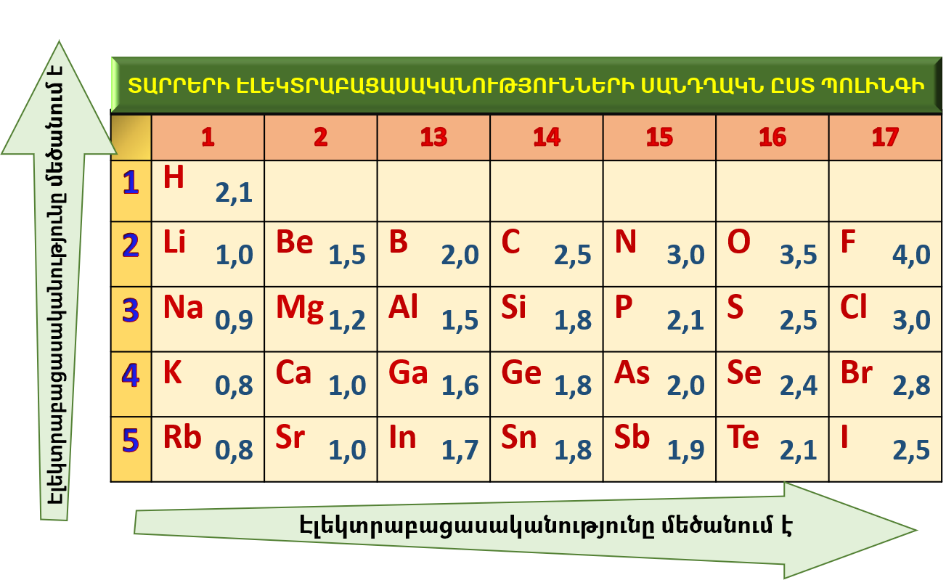 ՏԱՐՐԵՐԻ ԷԼԵԿՏՐԱԲԱՑԱՍԱԿԱՆՈՒԹՅՈՒՆՆԵՐԻ ՍԱՆԴՂԱԿՆ ԸՍՏ ՊՈԼԻՆԳԻ
1 2 13 14 15 16 17
1 H 2,1
2 Li 1,0 Be 1,5 B 2,0 C 2,5 N 3,0 O 3,5 F 4,0
3 Na 0,9 Mg 1,2 Al 1,5 Si 1,8 P 2,1 S 2,5 Cl 3,0
4 K 0,8 Ca 1,0 Ga 1,6 Ge 1,8 As 2,0 Se 2,4 Br 2,8
5 Rb 0,8 Sr 1,0 In 1,7 Sn 1,8 Sb 1,9 Te 2,1 I 2,5
Էլեկտրաբացասականությունը մեծանում է
Էլեկտրաբացասականությունը մեծանում է